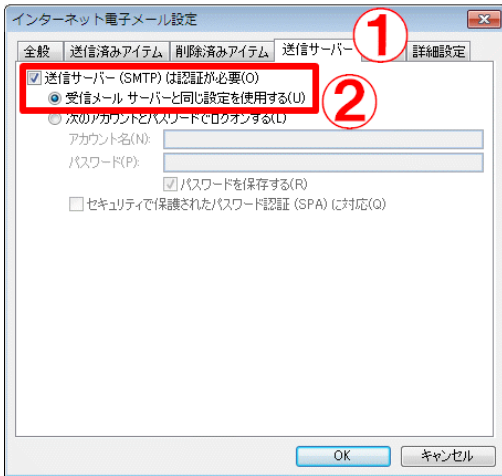 インターネット電子メール設定
全般 送信済みアイテム 削除済みアイテム 送信サーバー ① 詳細設定
送信サーバー (SMTP) は認証が必要(O)
受信メール サーバーと同じ設定を使用する(U) ②
次のアカウントとパスワードでログオンする(L)
アカウント名(N):
パスワード(P):
パスワードを保存する(R)
セキュリティで保護されたパスワード認証 (SPA) に対応(Q)
OK キャンセル